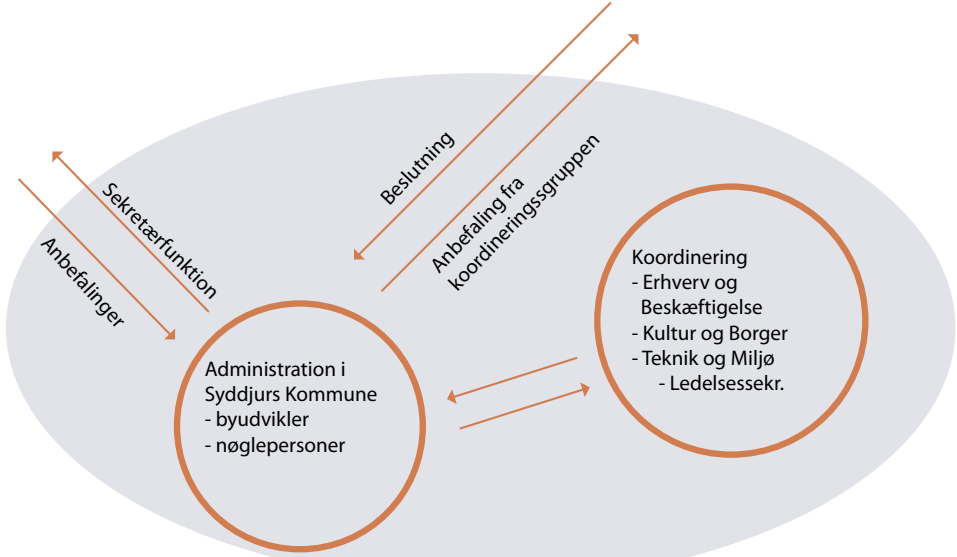 Sekretærfunktion
Anbefalinger
Beslutning
Anbefaling fra
koordineringssgruppen
Administration i
Syddjurs Kommune
- byudvikler
- nøglepersoner
Koordinering
- Erhverv og
Beskæftigelse
- Kultur og Borger
- Teknik og Miljø
- Ledelsessekr.